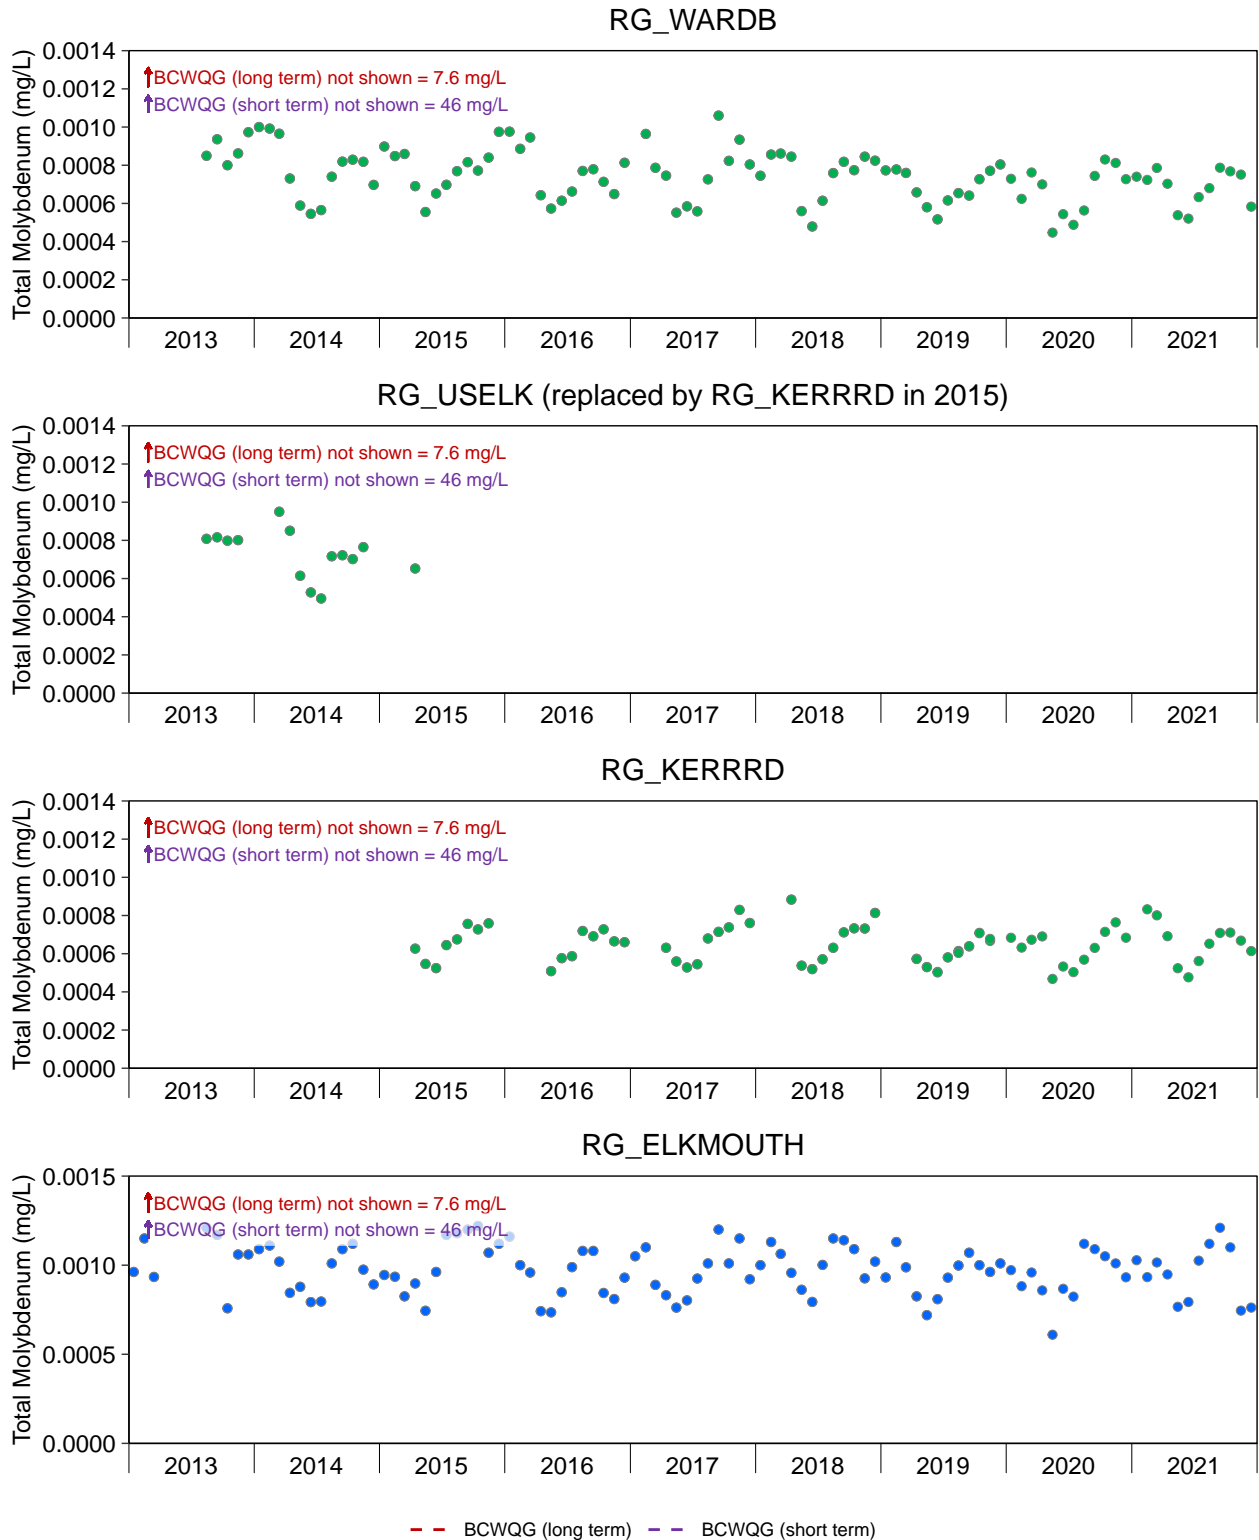 RG_WARDB
Total Molybdenum (mg/L)
0.0014
0.0012
0.0010
0.0008
0.0006
0.0004
0.0002
0.0000
BCWQG (long term) not shown = 7.6 mg/L
BCWQG (short term) not shown = 46 mg/L
2013 2014 2015 2016 2017 2018 2019 2020 2021
RG_USELK (replaced by RG_KERRRD in 2015)
Total Molybdenum (mg/L)
0.0014
0.0012
0.0010
0.0008
0.0006
0.0004
0.0002
0.0000
BCWQG (long term) not shown = 7.6 mg/L
BCWQG (short term) not shown = 46 mg/L
2013 2014 2015 2016 2017 2018 2019 2020 2021
RG_KERRRD
Total Molybdenum (mg/L)
0.0014
0.0012
0.0010
0.0008
0.0006
0.0004
0.0002
0.0000
BCWQG (long term) not shown = 7.6 mg/L
BCWQG (short term) not shown = 46 mg/L
2013 2014 2015 2016 2017 2018 2019 2020 2021
RG_ELKMOUTH
Total Molybdenum (mg/L)
0.0015
0.0010
0.0005
0.0000
BCWQG (long term) not shown = 7.6 mg/L
BCWQG (short term) not shown = 46 mg/L
2013 2014 2015 2016 2017 2018 2019 2020 2021
BCWQG (long term) BCWQG (short term)